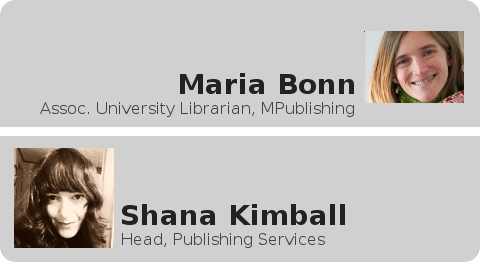 Maria Bonn
Assoc. University Librarian, MPublishing
Shana Kimball
Head, Publishing Services